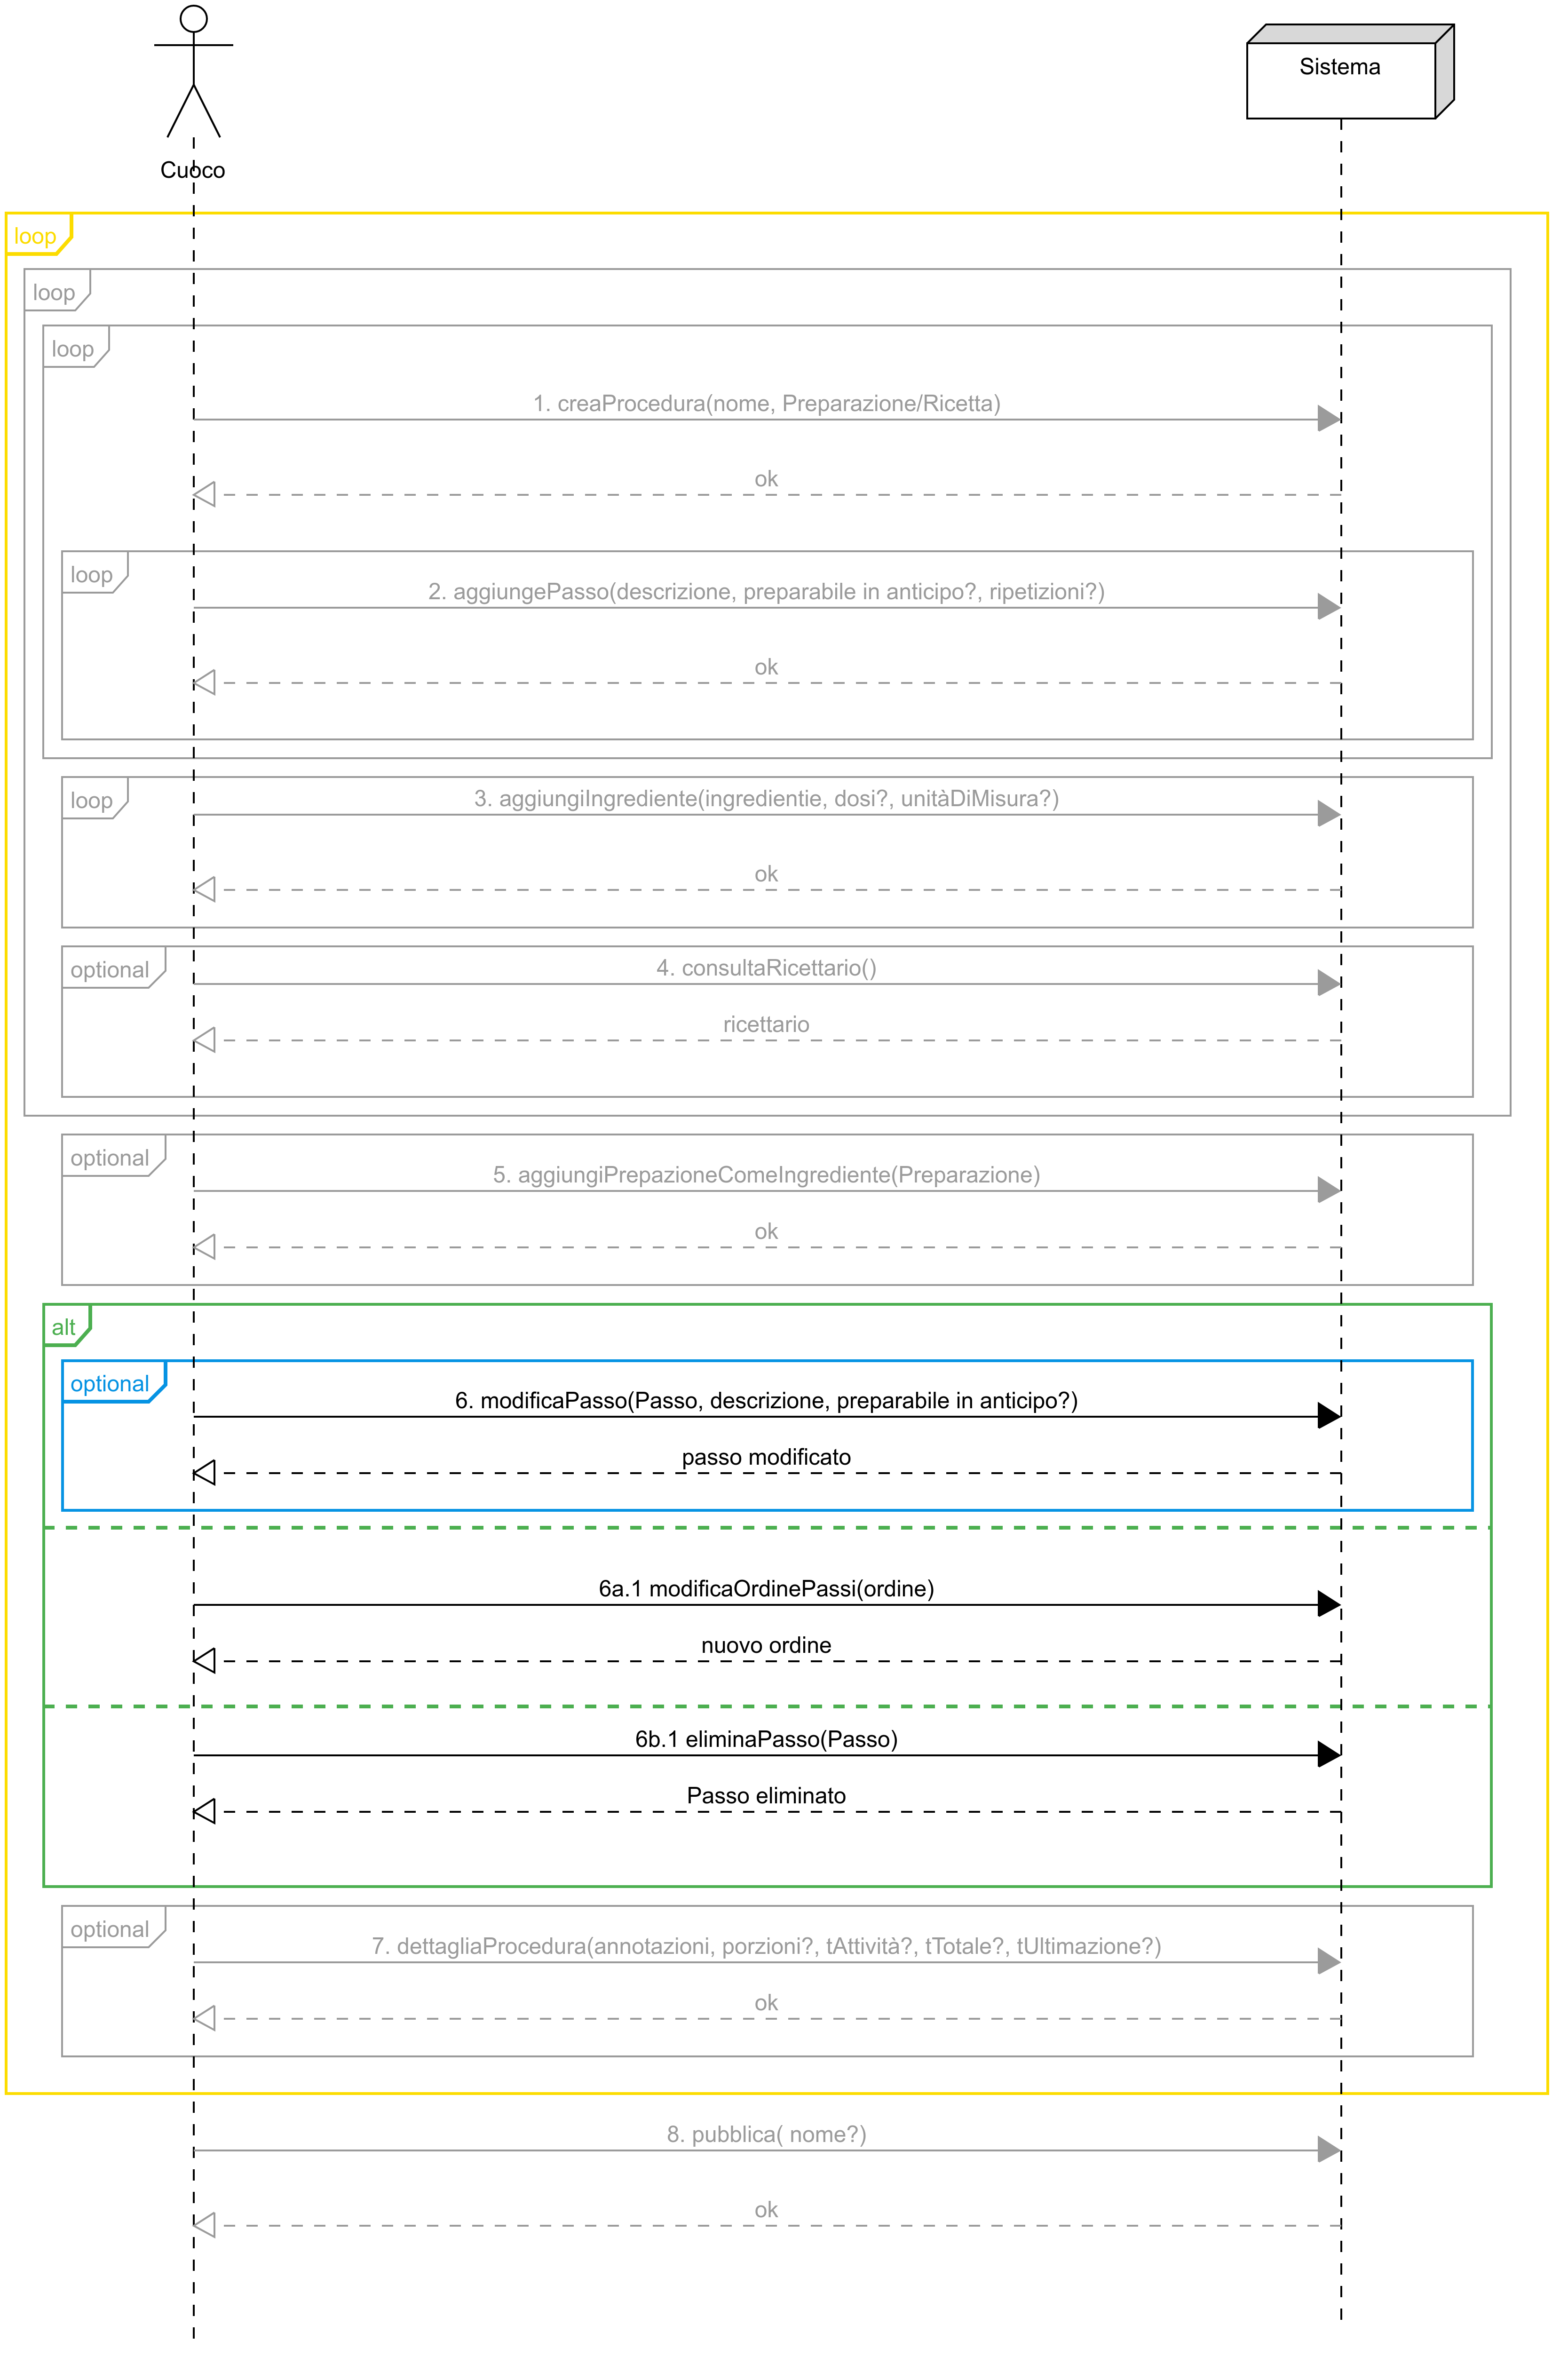 Sistema
Cuoco
loop
loop
loop
1. creaProcedura(nome, Preparazione/Ricetta)
ok
loop
2. aggiungePasso(descrizione, preparabile in anticipo?, ripetizioni?)
ok
loop
3. aggiungiIngrediente(ingredientie, dosi?, unitàDiMisura?)
ok
optional
4. consultaRicettario()
ricettario
optional
5. aggiungiPrepazioneComeIngrediente(Preparazione)
ok
alt
optional
6. modificaPasso(Passo, descrizione, preparabile in anticipo?)
passo modificato
6a.1 modificaOrdinePassi(ordine)
nuovo ordine
6b.1 eliminaPasso(Passo)
Passo eliminato
optional
7. dettagliaProcedura(annotazioni, porzioni?, tAttività?, tTotale?, tUltimazione?)
ok
8. pubblica( nome?)
ok